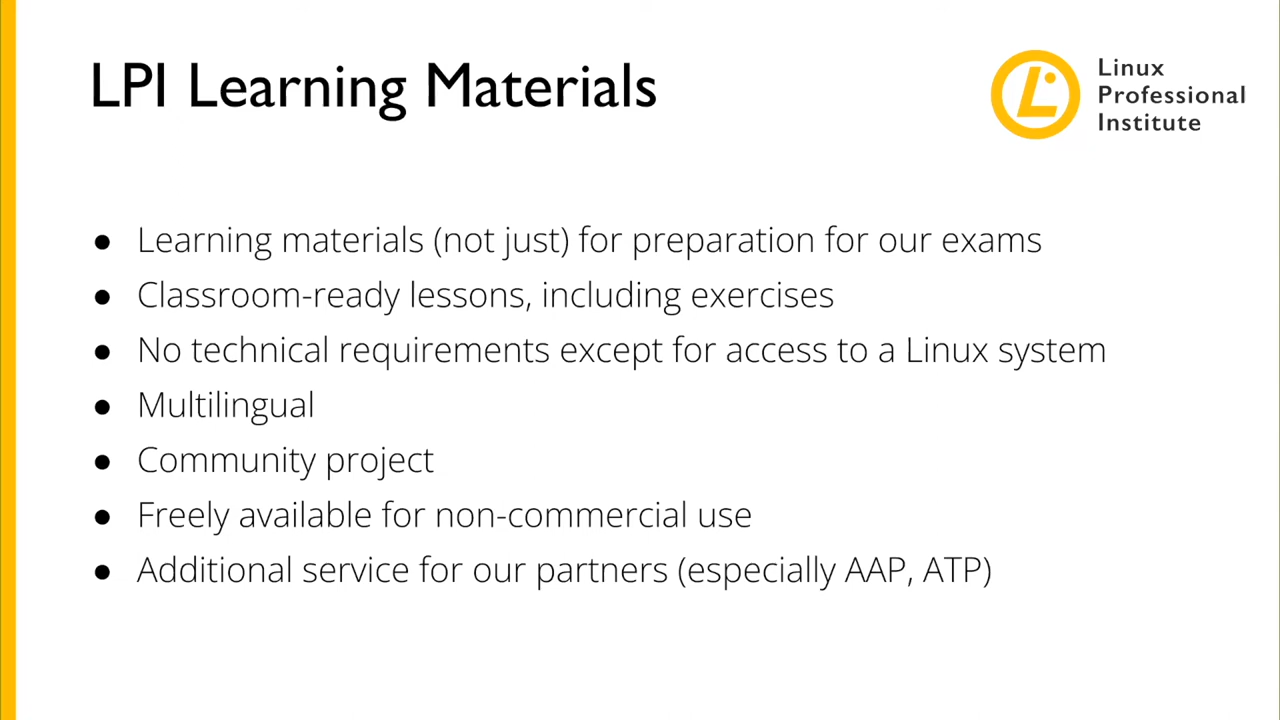 LPI Learning Materials
Linux
Professional
Institute
● Learning materials (not just) for preparation for our exams
● Classroom-ready lessons, including exercises
● No technical requirements except for access to a Linux system
● Multilingual
● Community project
● Freely available for non-commercial use
● Additional service for our partners (especially AAP, ATP)